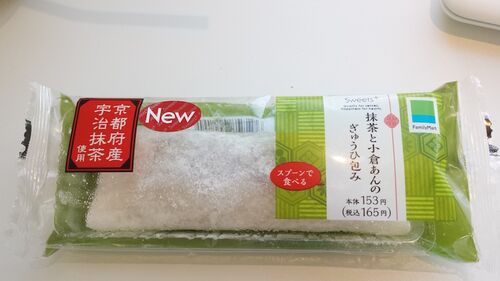 京都府産
宇治抹茶
使用
New
Sweets+
スプーンで
食べる
抹茶と小倉あんの
ぎゅうひ包み
本体153円
(税込165円)
FamilyMart